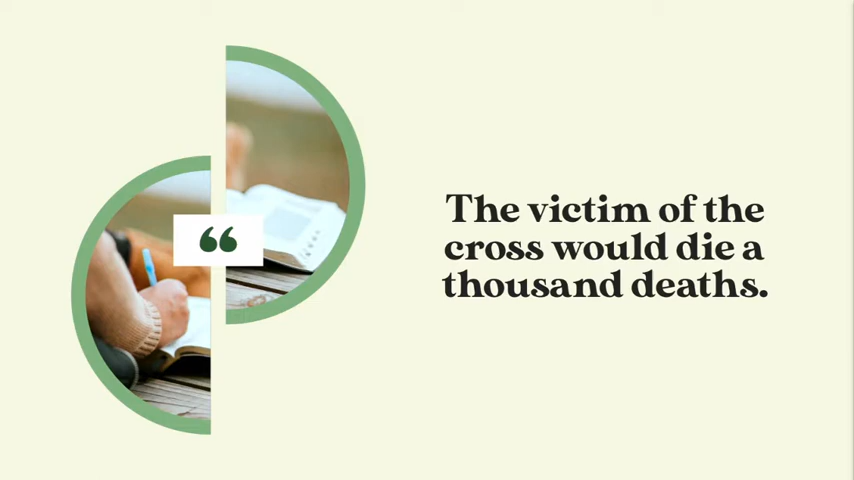 “
The victim of the
cross would die a
thousand deaths.